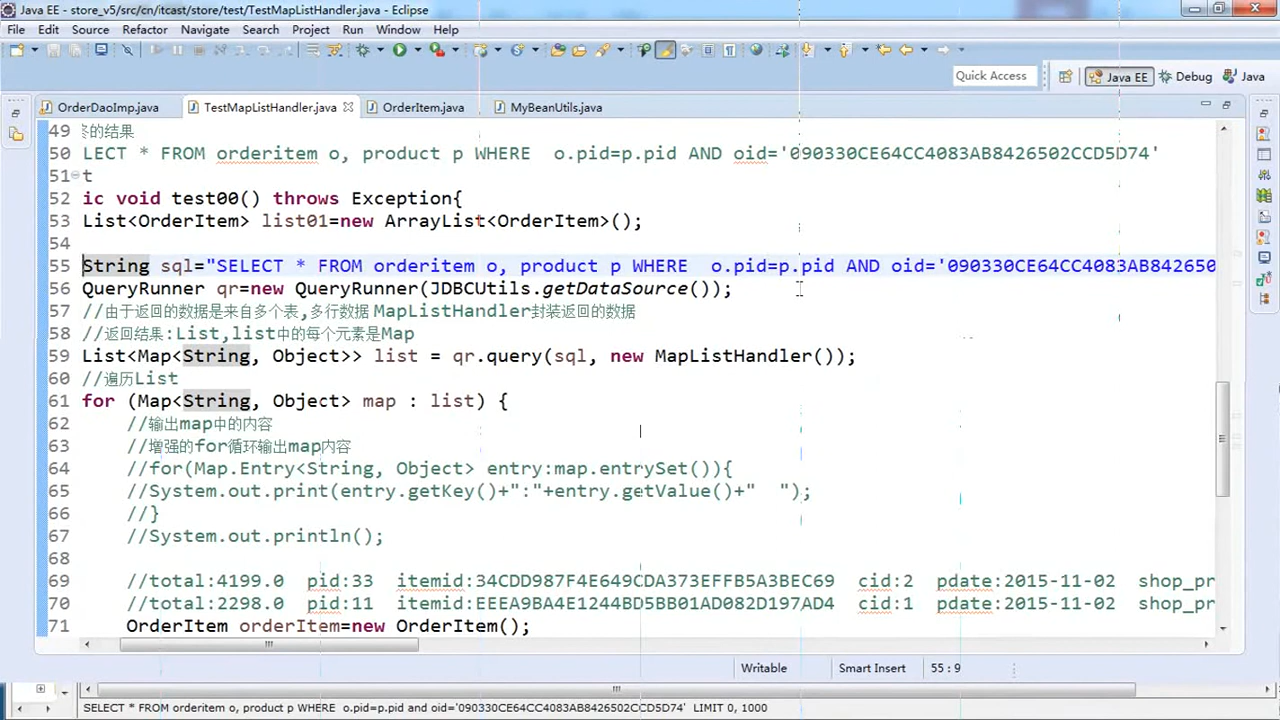 Java EE - store_v5/src/cn/itcast/store/test/TestMapListHandler.java - Eclipse
File Edit Source Refactor Navigate Search Project Run Window Help
Quick Access Java EE Debug Java
OrderDaoImp.java TestMapListHandler.java OrderItem.java MyBeanUtils.java
49 的结果
50 LECT * FROM orderitem o, product p WHERE  o.pid=p.pid AND oid='090330CE64CC4083AB8426502CCD5D74'
51 t
52 ic void test00() throws Exception{
53 List<OrderItem> list01=new ArrayList<OrderItem>();
54
55 String sql="SELECT * FROM orderitem o, product p WHERE  o.pid=p.pid AND oid='090330CE64CC4083AB842650
56 QueryRunner qr=new QueryRunner(JDBCUtils.getDataSource());
57 //由于返回的数据是来自多个表,多行数据 MapListHandler封装返回的数据
58 //返回结果:List,list中的每个元素是Map
59 List<Map<String, Object>> list = qr.query(sql, new MapListHandler());
60 //遍历List
61 for (Map<String, Object> map : list) {
62 //输出map中的内容
63 //增强的for循环输出map内容
64 //for(Map.Entry<String, Object> entry:map.entrySet()){
65 //System.out.print(entry.getKey()+":"+entry.getValue()+"  ");
66 //}
67 //System.out.println();
68
69 //total:4199.0  pid:33  itemid:34CDD987F4E649CDA373EFFB5A3BEC69  cid:2  pdate:2015-11-02  shop_pr
70 //total:2298.0  pid:11  itemid:EEEA9BA4E1244BD5BB01AD082D197AD4  cid:1  pdate:2015-11-02  shop_pr
71 OrderItem orderItem=new OrderItem();
Writable Smart Insert 55 : 9
SELECT * FROM orderitem o, product p WHERE  o.pid=p.pid and oid='090330CE64CC4083AB8426502CCD5D74'  LIMIT 0, 1000